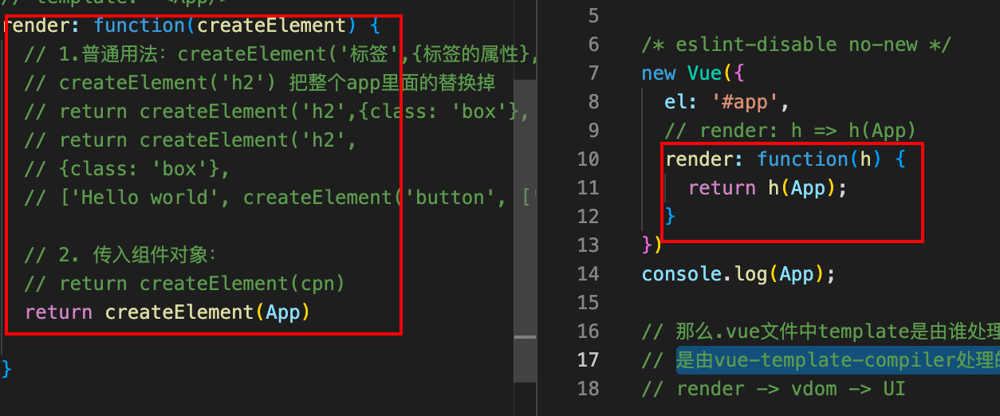 // template: '<App/>
render: function(createElement) {
// 1.普通用法: createElement('标签',{标签的属性},
// createElement('h2') 把整个app里面的替换掉
// return createElement('h2',{class: 'box'},
// return createElement('h2',
// {class: 'box'},
// ['Hello world', createElement('button', ['
// 2. 传入组件对象:
// return createElement(cpn)
return createElement(App)
}
5
6 /* eslint-disable no-new */
7 new Vue({
8 el: '#app',
9 // render: h => h(App)
10 render: function(h) {
11 return h(App);
12 }
13 })
14 console.log(App);
15
16 // 那么.vue文件中template是由谁处理
17 // 是由vue-template-compiler处理的
18 // render -> vdom -> UI